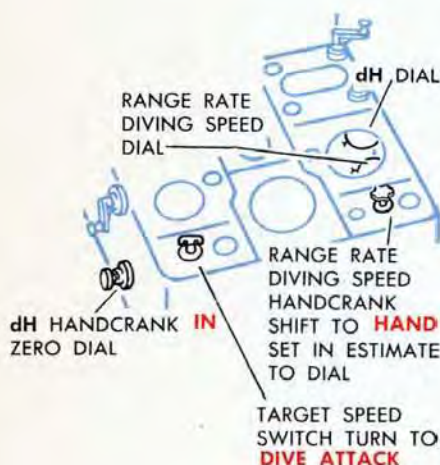 dH DIAL
RANGE RATE
DIVING SPEED
DIAL
RANGE RATE
DIVING SPEED
HANDCRANK
SHIFT TO HAND
SET IN ESTIMATE
TO DIAL
dH HANDCRANK IN
ZERO DIAL
TARGET SPEED
SWITCH TURN TO
DIVE ATTACK